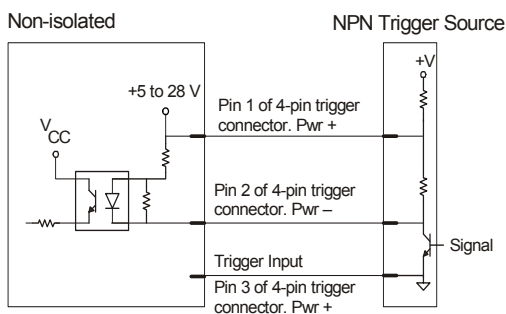 Non-isolated
NPN Trigger Source
+V
+5 to 28 V
Pin 1 of 4-pin trigger
connector. Pwr +
VCC
Pin 2 of 4-pin trigger
connector. Pwr –
Signal
Trigger Input
Pin 3 of 4-pin trigger
connector. Pwr +